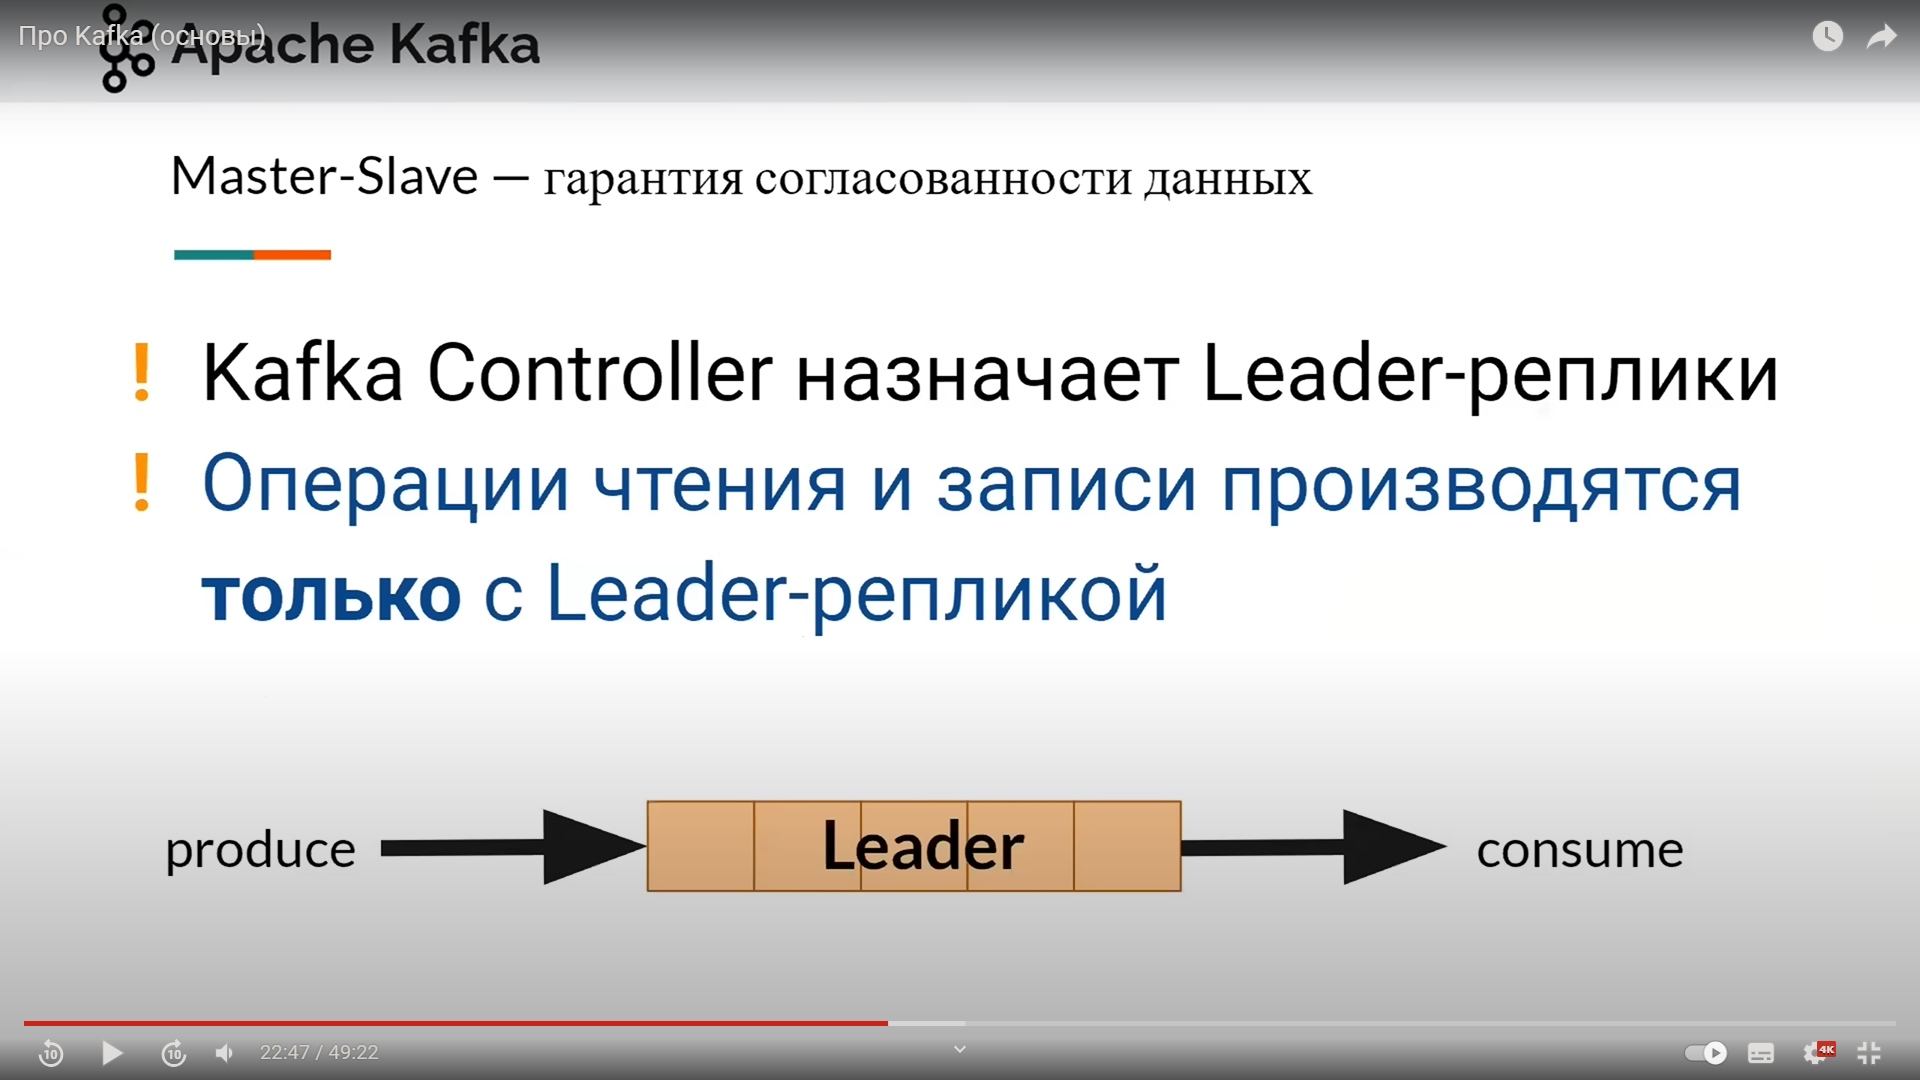 Про Kafka (основы)
Apache Kafka
Master-Slave — гарантия согласованности данных
! Kafka Controller назначает Leader-реплики
! Операции чтения и записи производятся
только с Leader-репликой
produce
Leader
consume
10
10
22:47 / 49:22
4K